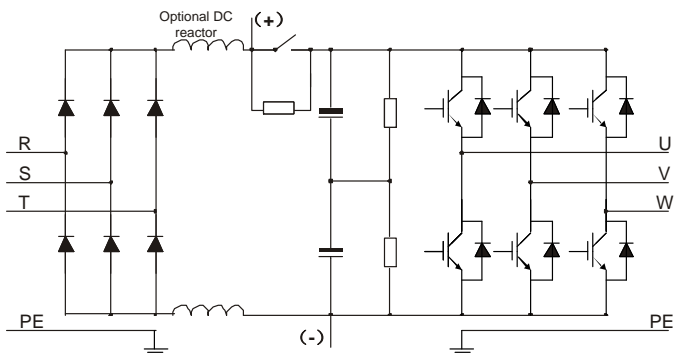 Optional DC
reactor
(+)
R
S
T
U
V
W
PE
(-)
PE